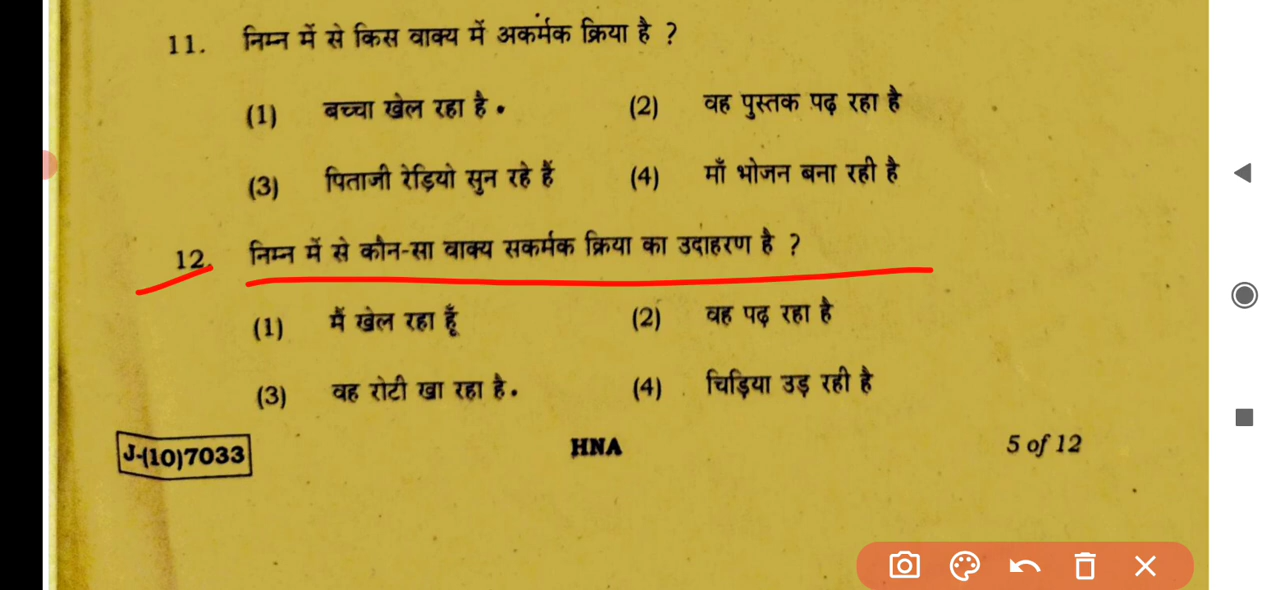 11. निम्न में से किस वाक्य में अकर्मक क्रिया है ?
(1) बच्चा खेल रहा है (2) वह पुस्तक पढ़ रहा है
(3) पिताजी रेडियो सुन रहे हैं (4) माँ भोजन बना रही है
12. निम्न में से कौन-सा वाक्य सकर्मक क्रिया का उदाहरण है ?
(1) मैं खेल रहा हूँ (2) वह पढ़ रहा है
(3) वह रोटी खा रहा है (4) चिड़िया उड़ रही है
J-(10)7033 HNA 5 of 12